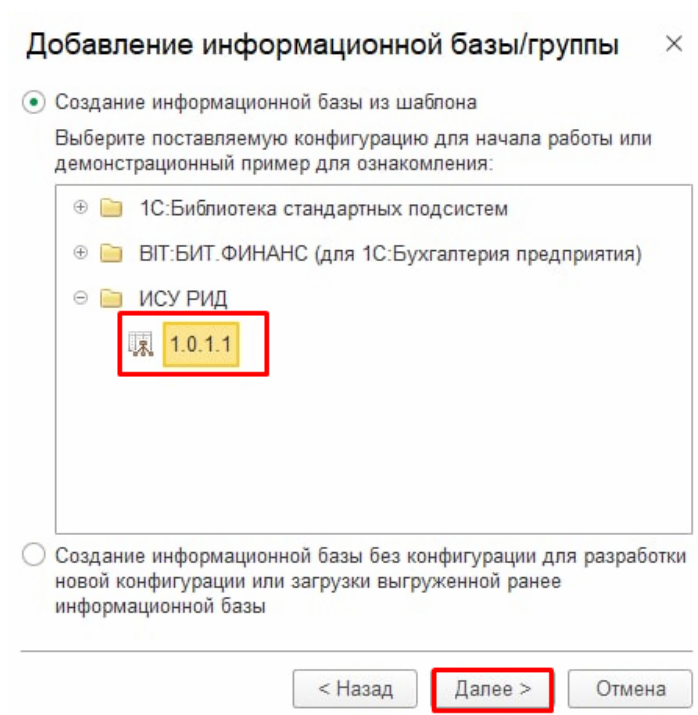 Добавление информационной базы/группы
Создание информационной базы из шаблона
Выберите поставляемую конфигурацию для начала работы или
демонстрационный пример для ознакомления:
1С:Библиотека стандартных подсистем
BIT:БИТ.ФИНАНС (для 1С:Бухгалтерия предприятия)
ИСУ РИД
1.0.1.1
Создание информационной базы без конфигурации для разработки
новой конфигурации или загрузки выгруженной ранее
информационной базы
< Назад Далее > Отмена